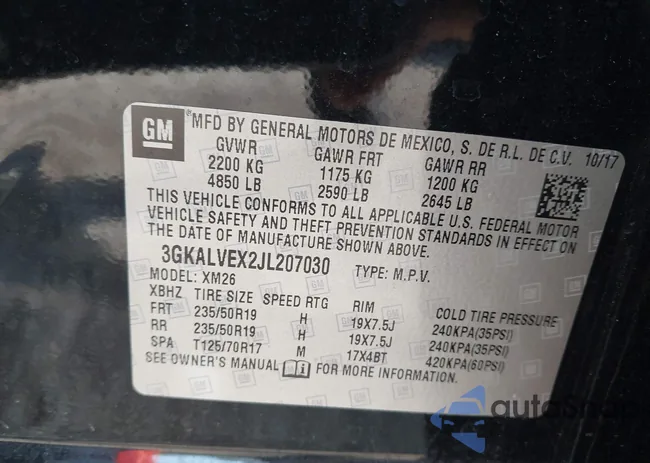 GM
MFD BY GENERAL MOTORS DE MEXICO, S. DE R.L. DE C.V. 10/17
GVWR GAWR FRT GAWR RR
2200 KG 1175 KG 1200 KG
4850 LB 2590 LB 2645 LB
THIS VEHICLE CONFORMS TO ALL APPLICABLE U.S. FEDERAL MOTOR
VEHICLE SAFETY AND THEFT PREVENTION STANDARDS IN EFFECT ON
THE DATE OF MANUFACTURE SHOWN ABOVE.
3GKALVEX2JL207030 TYPE: M.P.V.
MODEL: XM26
XBHZ TIRE SIZE SPEED RTG RIM COLD TIRE PRESSURE
FRT 235/50R19 H 19X7.5J 240KPA(35PSI)
RR 235/50R19 H 19X7.5J 240KPA(35PSI)
SPA T125/70R17 M 17X4BT 420KPA(60PSI)
SEE OWNER'S MANUAL FOR MORE INFORMATION.